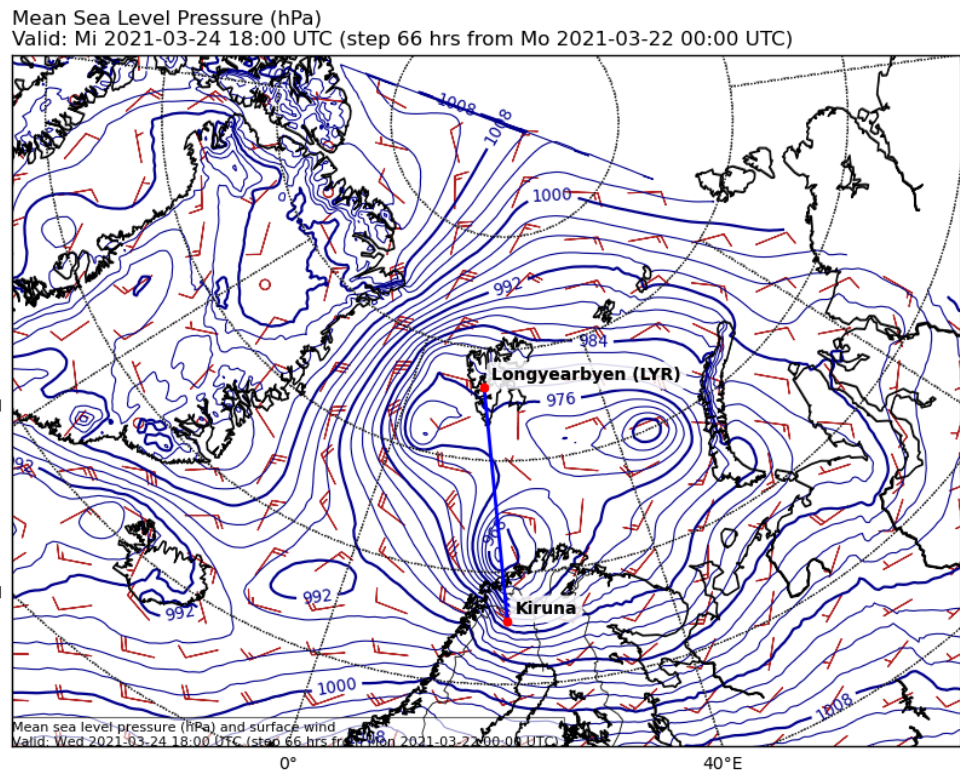 Mean Sea Level Pressure (hPa)
Valid: Mi 2021-03-24 18:00 UTC (step 66 hrs from Mo 2021-03-22 00:00 UTC)
1008
1008
1000
992
984
Longyearbyen (LYR)
976
992
Kiruna
992
992
1000
1008
Mean sea level pressure (hPa) and surface wind
Valid: Wed 2021-03-24 18:00 UTC (step 66 hrs from Mon 2021-03-22 00:00 UTC)
0°
40°E